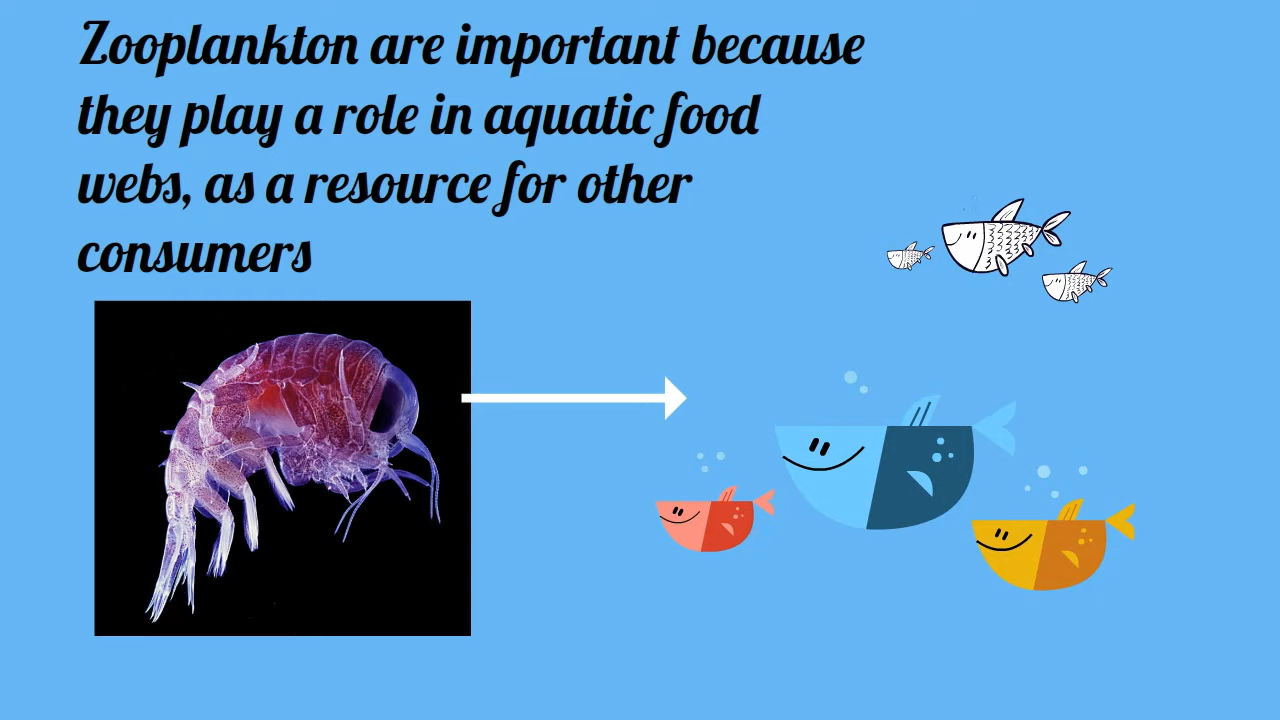 Zooplankton are important because
they play a role in aquatic food
webs, as a resource for other
consumers